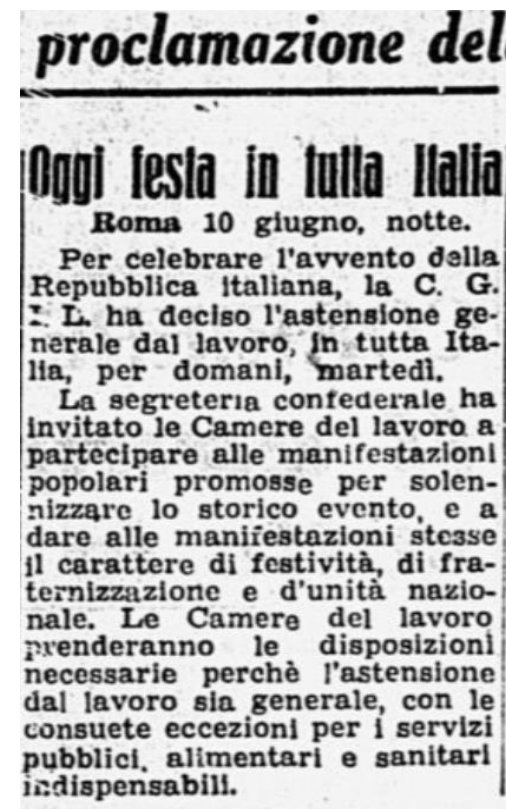 proclamazione del
Oggi festa in tutta Italia
Roma 10 giugno, notte.
Per celebrare l'avvento della
Repubblica italiana, la C. G.
I. L. ha deciso l'astensione ge-
nerale dal lavoro, in tutta Ita-
lia, per domani, martedì.
La segreteria confederale ha
invitato le Camere del lavoro a
partecipare alle manifestazioni
popolari promosse per solen-
nizzare lo storico evento, e a
dare alle manifestazioni stesse
il carattere di festività, di fra-
ternizzazione e d'unità nazio-
nale. Le Camere del lavoro
prenderanno le disposizioni
necessarie perchè l'astensione
dal lavoro sia generale, con le
consuete eccezioni per i servizi
pubblici, alimentari e sanitari
indispensabili.